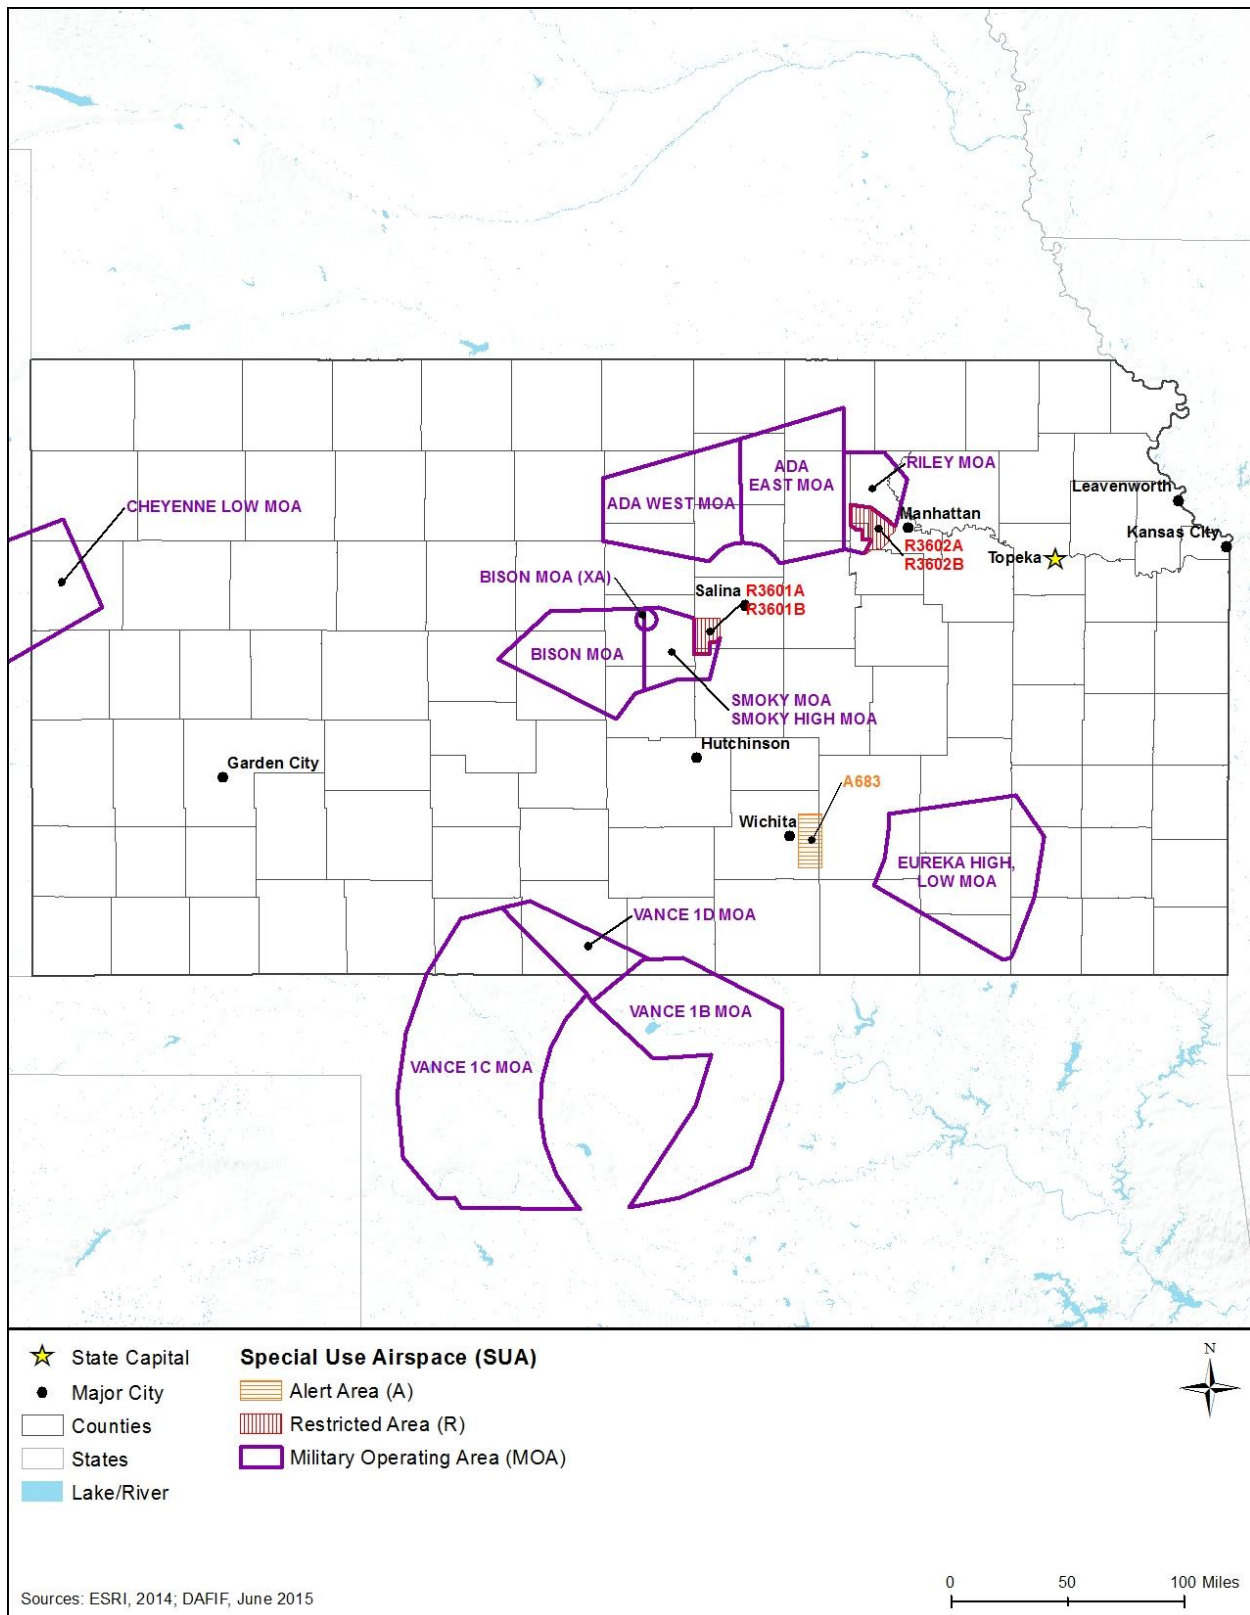 ADA
EAST MOA
RILEY MOA
Leavenworth
ADA WEST MOA
CHEYENNE LOW MOA
Manhattan
Kansas City
R3602A
R3602B
Topeka
BISON MOA (XA)
Salina
R3601A
R3601B
BISON MOA
SMOKY MOA
SMOKY HIGH MOA
Hutchinson
Garden City
A683
Wichita
EUREKA HIGH,
LOW MOA
VANCE 1D MOA
VANCE 1B MOA
VANCE 1C MOA
State Capital
Major City
Counties
States
Lake/River
Special Use Airspace (SUA)
Alert Area (A)
Restricted Area (R)
Military Operating Area (MOA)
N
Sources: ESRI, 2014; DAFIF, June 2015
0 50 100 Miles